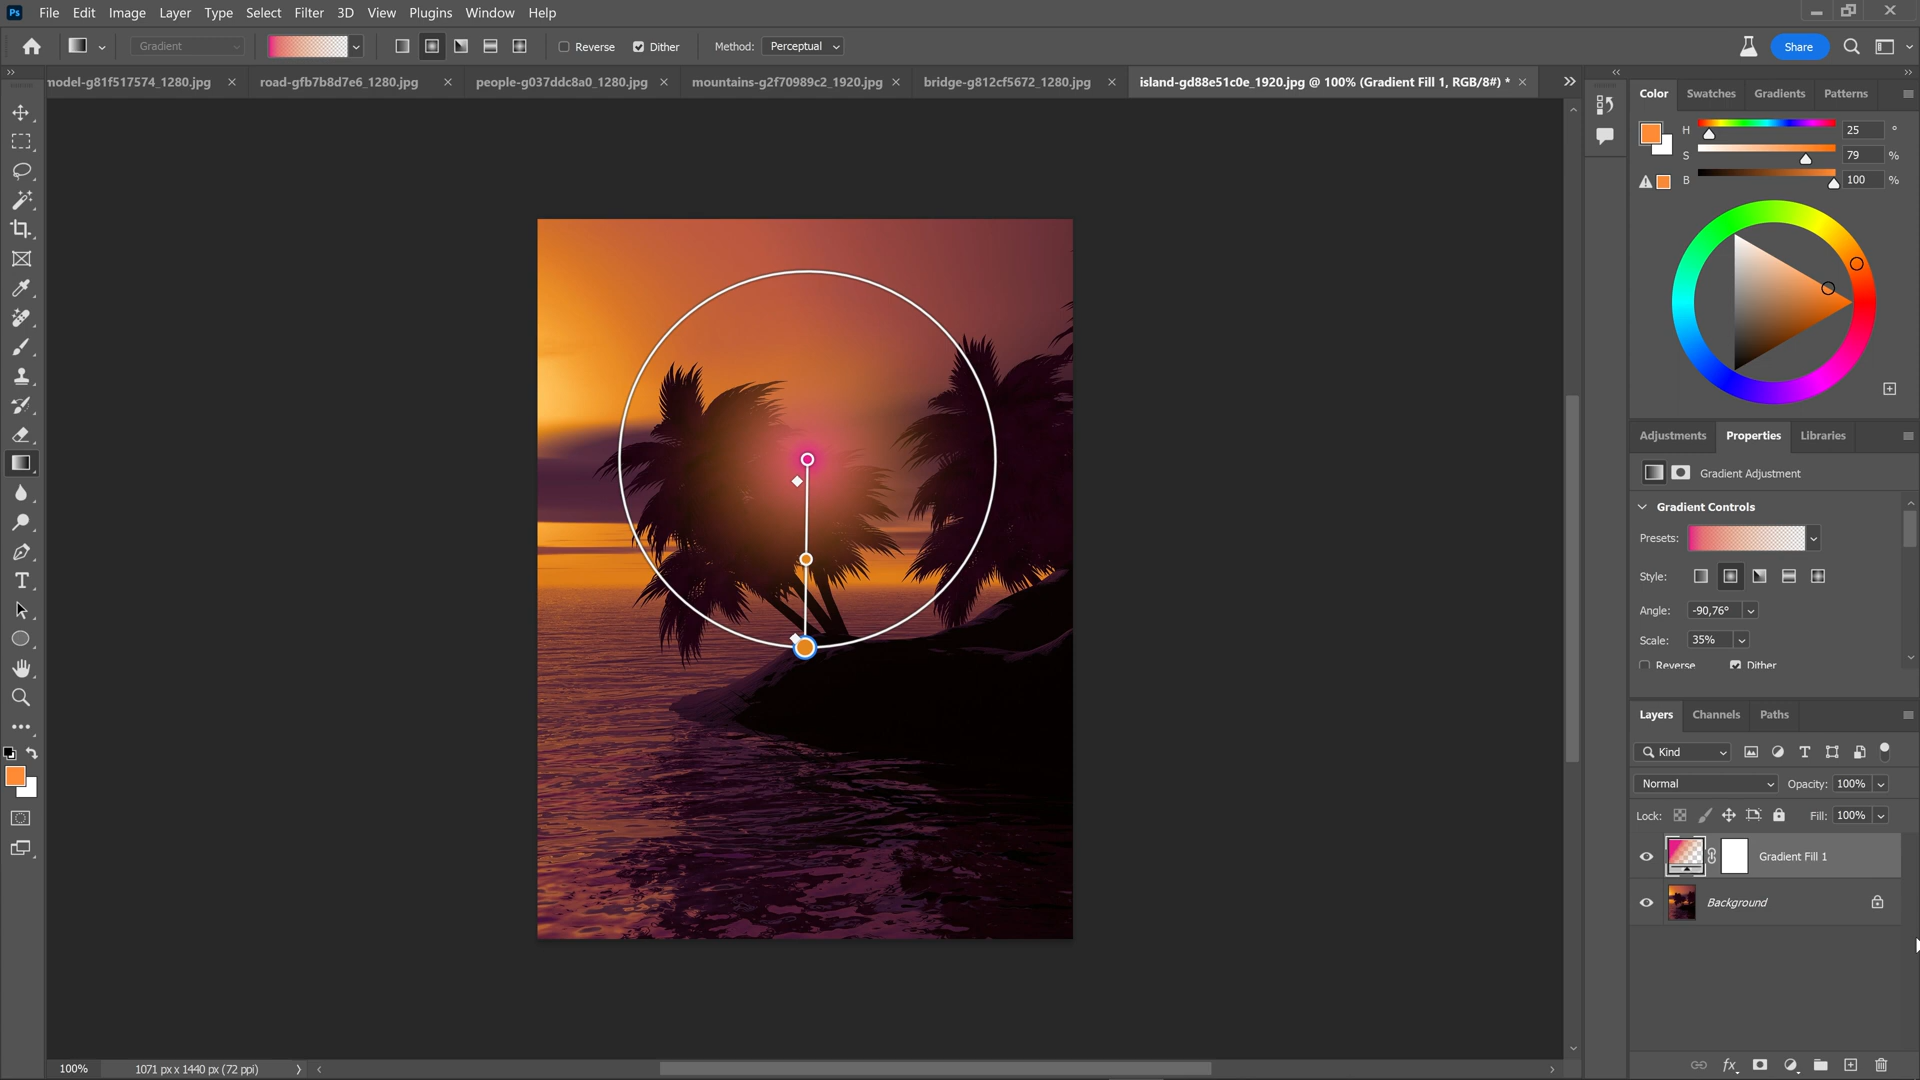 Ps File Edit Image Layer Type Select Filter 3D View Plugins Window Help
Gradient Reverse Dither Method: Perceptual Share
model-g81f517574_1280.jpg road-gfb7b8d7e6_1280.jpg people-g037ddc8a0_1280.jpg mountains-g2f70989c2_1920.jpg bridge-g812cf5672_1280.jpg island-gd88e51c0e_1920.jpg @ 100% (Gradient Fill 1, RGB/8#) *
Color Swatches Gradients Patterns
H 25 °
S 79 %
B 100 %
Adjustments Properties Libraries
Gradient Adjustment
Gradient Controls
Presets:
Style:
Angle: -90,76°
Scale: 35%
Reverse Dither
Layers Channels Paths
Kind
Normal Opacity: 100%
Lock: Fill: 100%
Gradient Fill 1
Background
fx
100% 1071 px x 1440 px (72 ppi)